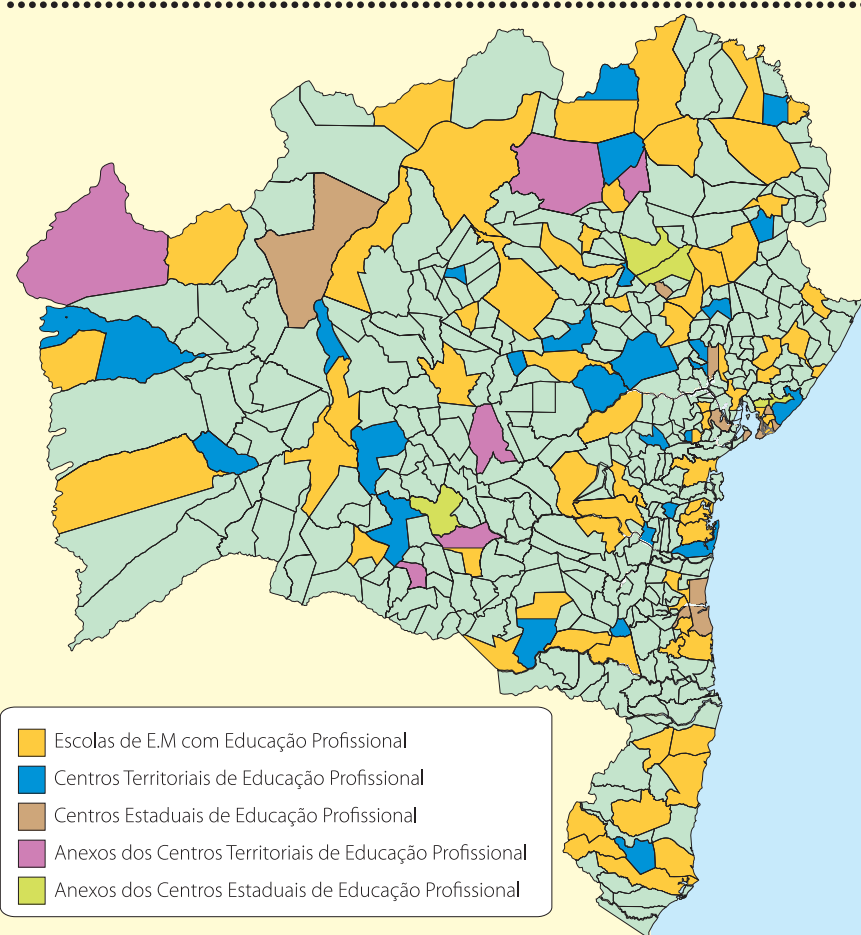 Escolas de E.M com Educação Profissional
Centros Territoriais de Educação Profissional
Centros Estaduais de Educação Profissional
Anexos dos Centros Territoriais de Educação Profissional
Anexos dos Centros Estaduais de Educação Profissional